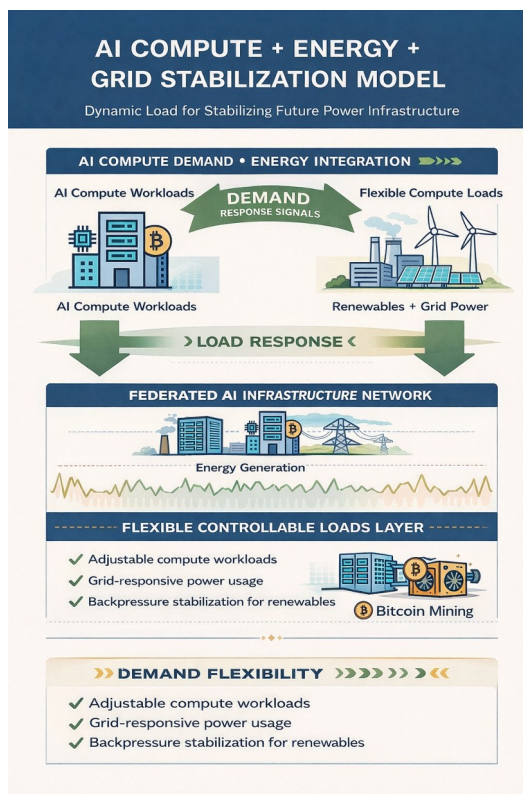 AI COMPUTE + ENERGY +
GRID STABILIZATION MODEL
Dynamic Load for Stabilizing Future Power Infrastructure
AI COMPUTE DEMAND • ENERGY INTEGRATION
AI Compute Workloads
DEMAND
RESPONSE SIGNALS
Flexible Compute Loads
AI Compute Workloads
Renewables + Grid Power
LOAD RESPONSE
FEDERATED AI INFRASTRUCTURE NETWORK
Energy Generation
FLEXIBLE CONTROLLABLE LOADS LAYER
Adjustable compute workloads
Grid-responsive power usage
Backpressure stabilization for renewables
Bitcoin Mining
DEMAND FLEXIBILITY
Adjustable compute workloads
Grid-responsive power usage
Backpressure stabilization for renewables